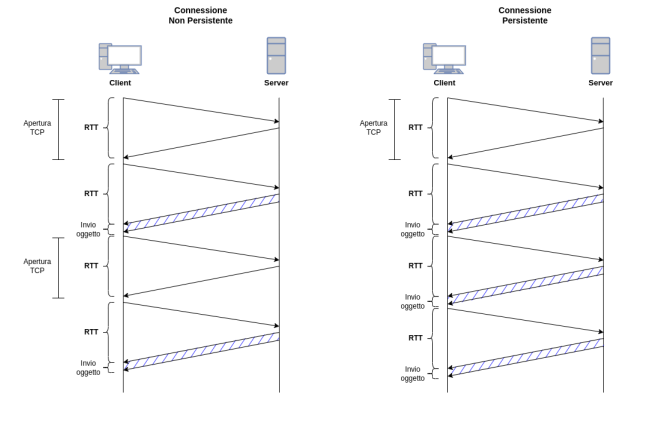 Connessione
Non Persistente
Client
Server
Apertura
TCP
RTT
RTT
Invio
oggetto
Apertura
TCP
RTT
RTT
Invio
oggetto
Connessione
Persistente
Client
Server
Apertura
TCP
RTT
RTT
Invio
oggetto
RTT
Invio
oggetto
RTT
Invio
oggetto